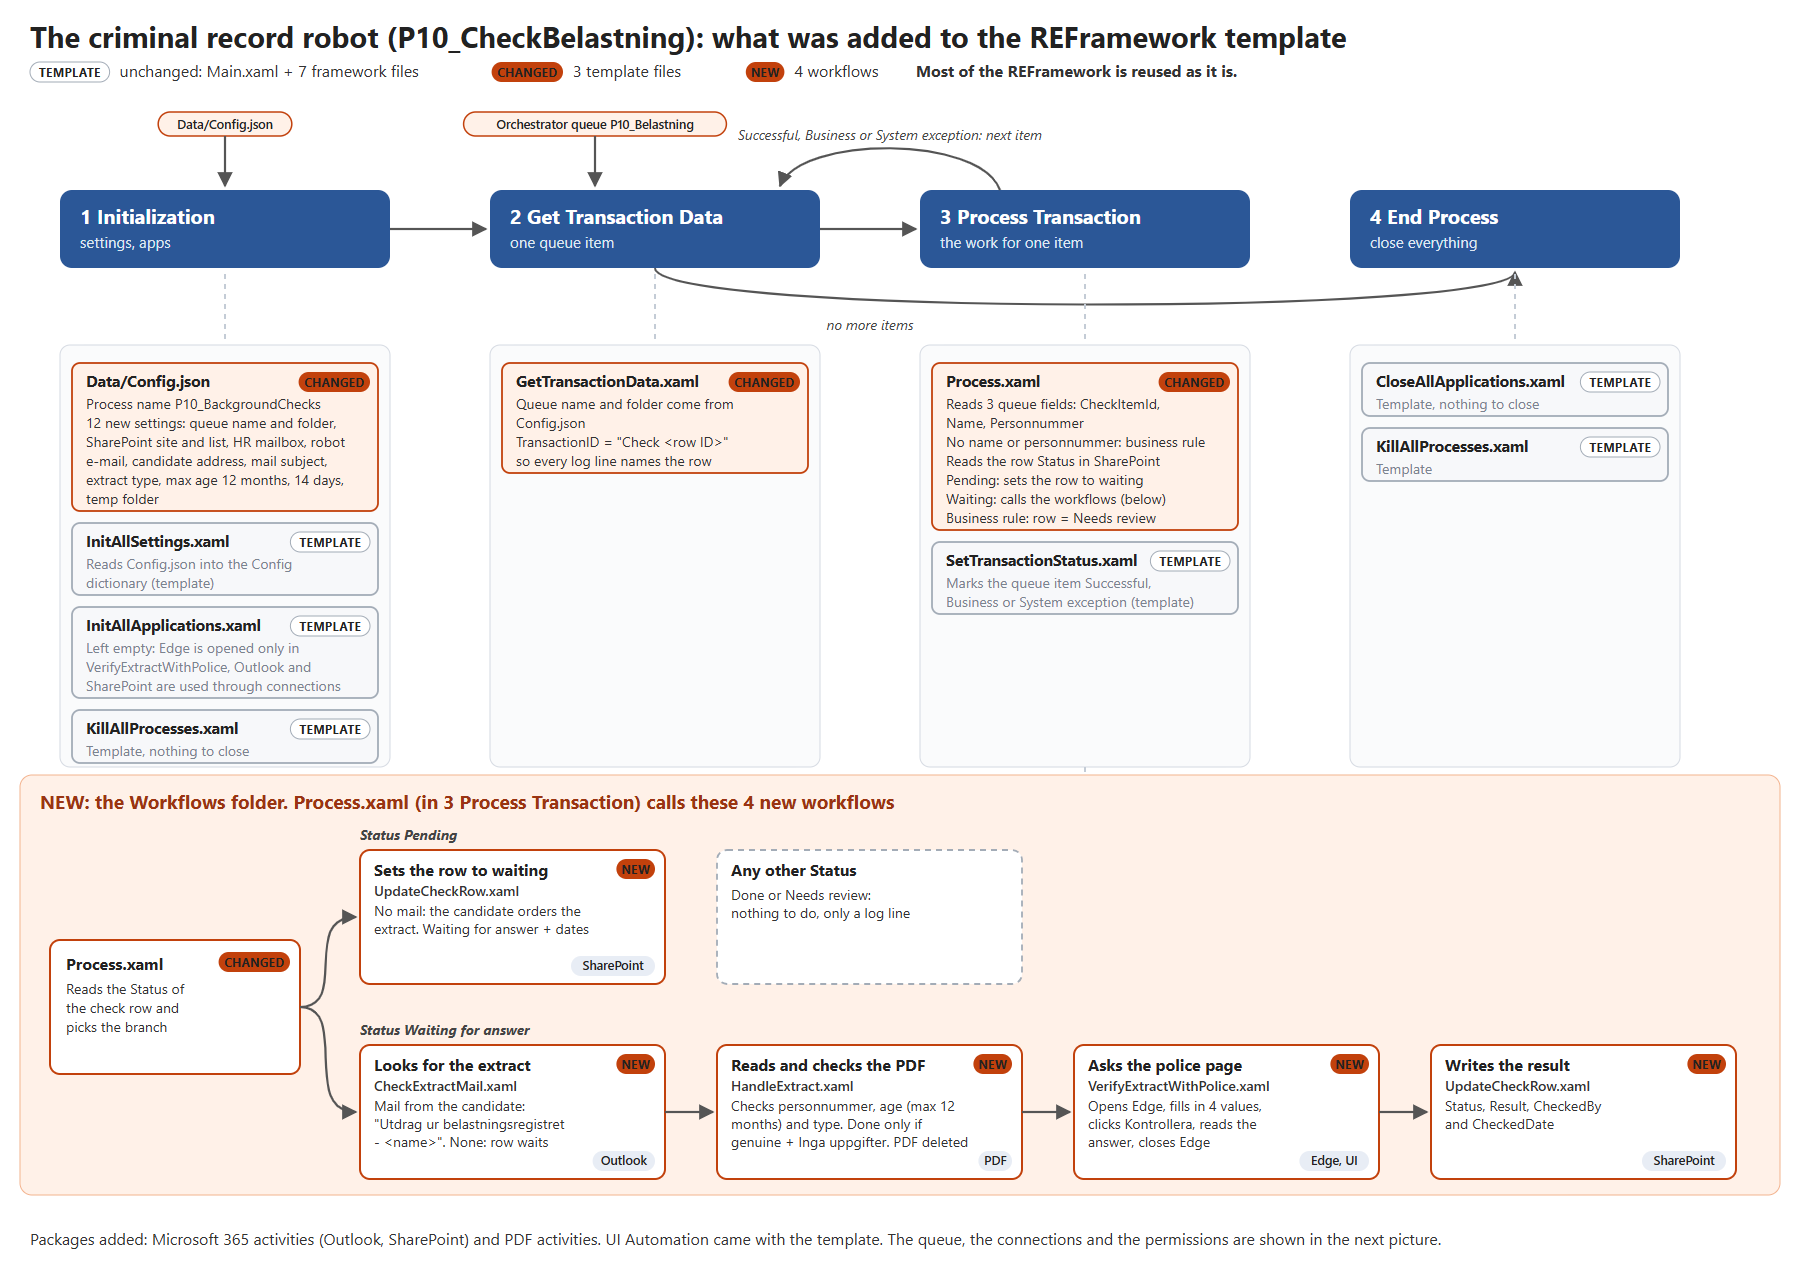 The criminal record robot (P10_CheckBelastning): what was added to the REFramework template
TEMPLATE unchanged: Main.xaml + 7 framework files CHANGED 3 template files NEW 4 workflows Most of the REFramework is reused as it is.
Data/Config.json
Orchestrator queue P10_Belastning
Successful, Business or System exception: next item
1 Initialization
settings, apps
2 Get Transaction Data
one queue item
3 Process Transaction
the work for one item
4 End Process
close everything
no more items
Data/Config.json CHANGED
Process name P10_BackgroundChecks
12 new settings: queue name and folder,
SharePoint site and list, HR mailbox, robot
e-mail, candidate address, mail subject,
extract type, max age 12 months, 14 days,
temp folder
InitAllSettings.xaml TEMPLATE
Reads Config.json into the Config
dictionary (template)
InitAllApplications.xaml TEMPLATE
Left empty: Edge is opened only in
VerifyExtractWithPolice, Outlook and
SharePoint are used through connections
KillAllProcesses.xaml TEMPLATE
Template, nothing to close
GetTransactionData.xaml CHANGED
Queue name and folder come from
Config.json
TransactionID = "Check <row ID>"
so every log line names the row
Process.xaml CHANGED
Reads 3 queue fields: CheckItemId,
Name, Personnummer
No name or personnummer: business rule
Reads the row Status in SharePoint
Pending: sets the row to waiting
Waiting: calls the workflows (below)
Business rule: row = Needs review
SetTransactionStatus.xaml TEMPLATE
Marks the queue item Successful,
Business or System exception (template)
CloseAllApplications.xaml TEMPLATE
Template, nothing to close
KillAllProcesses.xaml TEMPLATE
Template
NEW: the Workflows folder. Process.xaml (in 3 Process Transaction) calls these 4 new workflows
Process.xaml CHANGED
Reads the Status of
the check row and
picks the branch
Status Pending
Sets the row to waiting NEW
UpdateCheckRow.xaml
No mail: the candidate orders the
extract. Waiting for answer + dates
SharePoint
Any other Status
Done or Needs review:
nothing to do, only a log line
Status Waiting for answer
Looks for the extract NEW
CheckExtractMail.xaml
Mail from the candidate:
"Utdrag ur belastningsregistret
- <name>". None: row waits
Outlook
Reads and checks the PDF NEW
HandleExtract.xaml
Checks personnummer, age (max 12
months) and type. Done only if
genuine + Inga uppgifter. PDF deleted
PDF
Asks the police page NEW
VerifyExtractWithPolice.xaml
Opens Edge, fills in 4 values,
clicks Kontrollera, reads the
answer, closes Edge
Edge, UI
Writes the result NEW
UpdateCheckRow.xaml
Status, Result, CheckedBy
and CheckedDate
SharePoint
Packages added: Microsoft 365 activities (Outlook, SharePoint) and PDF activities. UI Automation came with the template. The queue, the connections and the permissions are shown in the next picture.